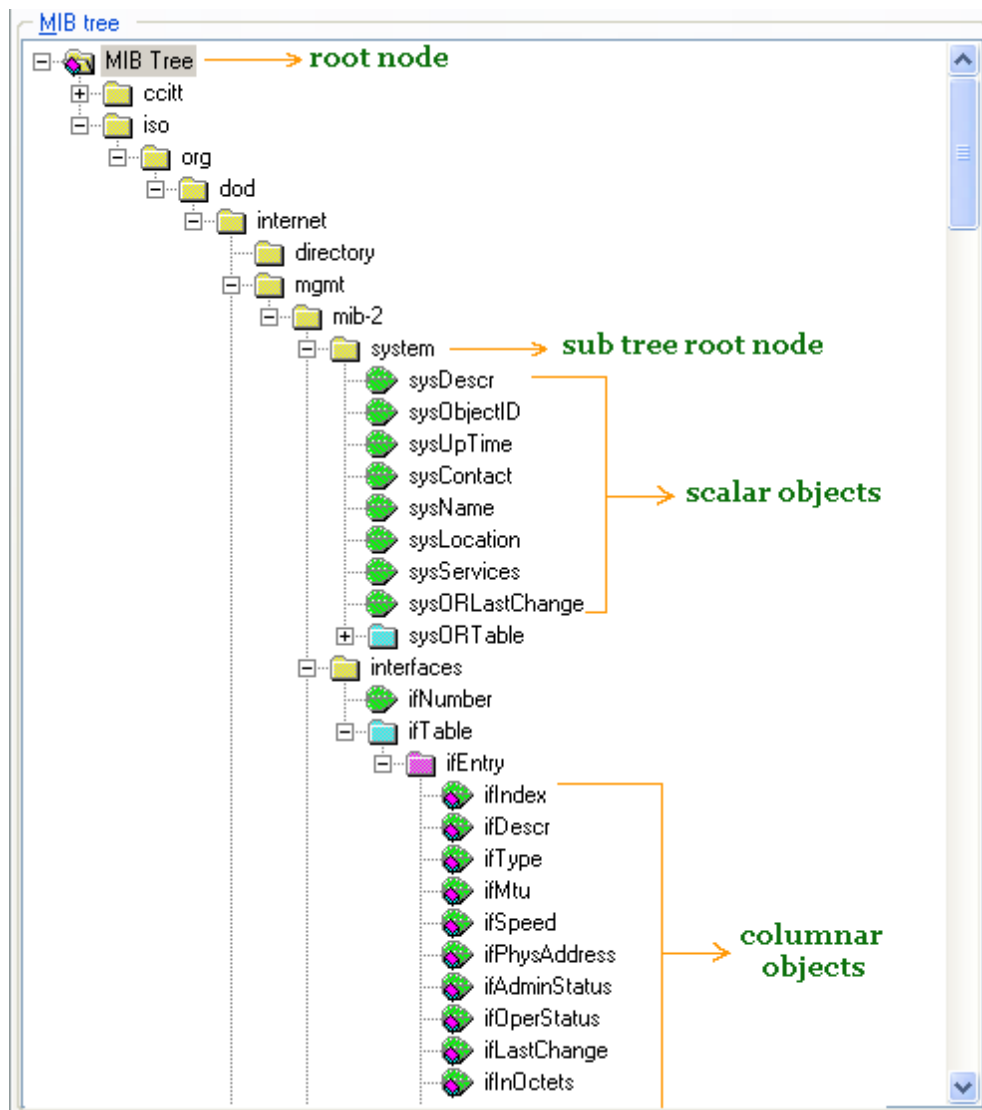 MIB tree
MIB Tree
root node
ccitt
iso
org
dod
internet
directory
mgmt
mib-2
system
sub tree root node
sysDescr
sysObjectID
sysUpTime
sysContact
sysName
scalar objects
sysLocation
sysServices
sysORLastChange
sysORTable
interfaces
ifNumber
ifTable
ifEntry
ifIndex
ifDescr
ifType
ifMtu
ifSpeed
ifPhysAddress
columnar
objects
ifAdminStatus
ifOperStatus
ifLastChange
ifInOctets